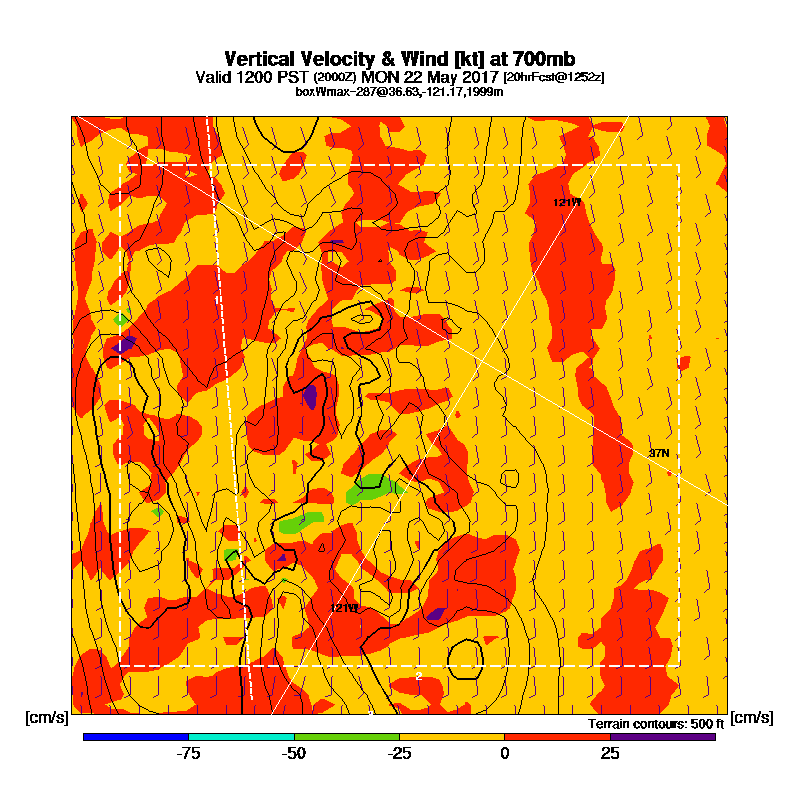 Vertical Velocity & Wind [kt] at 700mb
Valid 1200 PST (2000Z) MON 22 May 2017 [20hrFcst@1252z]
boxWmax-287@36.63,-121.17,1999m
121W
37N
121W
2
[cm/s]
Terrain contours: 500 ft
[cm/s]
-75 -50 -25 0 25